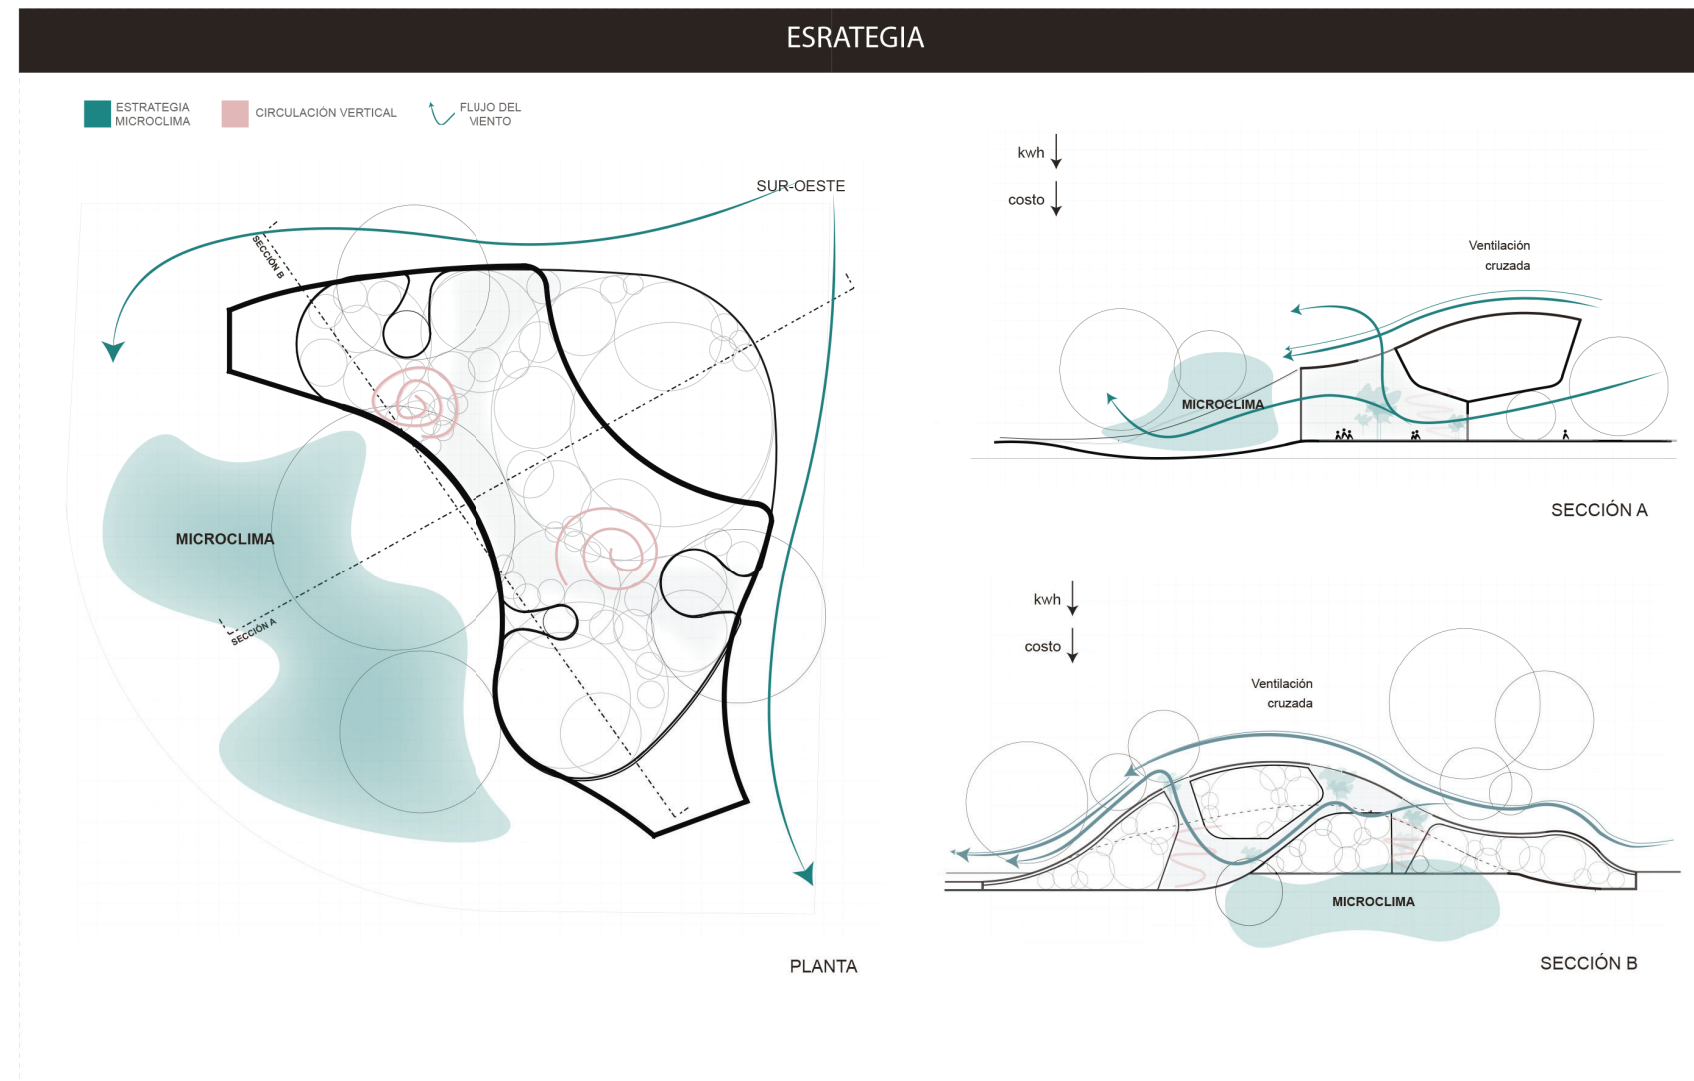 ESRATEGIA
ESTRATEGIA
MICROCLIMA
CIRCULACIÓN VERTICAL
FLUJO DEL
VIENTO
SUR-OESTE
SECCIÓN B
MICROCLIMA
SECCIÓN A
PLANTA
kwh
costo
Ventilación
cruzada
MICROCLIMA
SECCIÓN A
kwh
costo
Ventilación
cruzada
MICROCLIMA
SECCIÓN B